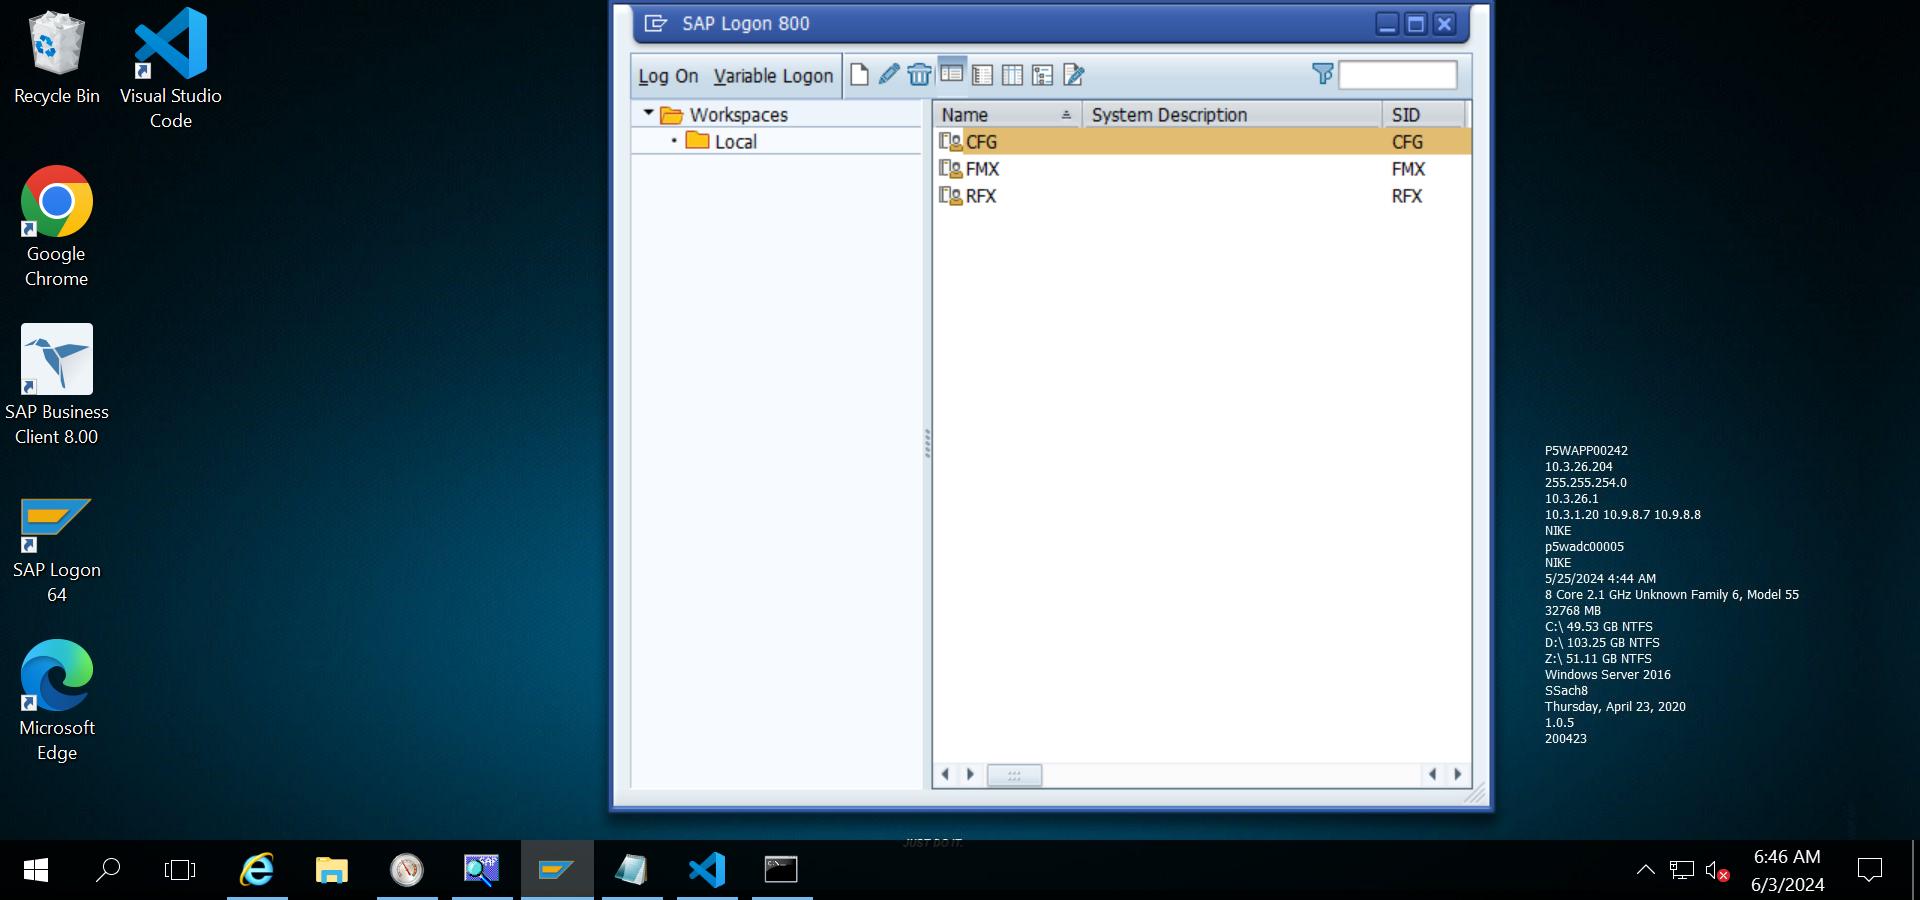 Recycle Bin
Visual Studio
Code
Google
Chrome
SAP Business
Client 8.00
SAP Logon
64
Microsoft
Edge
SAP Logon 800
Log On Variable Logon
Workspaces
Local
Name System Description SID
CFG CFG
FMX FMX
RFX RFX
P5WAPP00242
10.3.26.204
255.255.254.0
10.3.26.1
10.3.1.20 10.9.8.7 10.9.8.8
NIKE
p5wadc00005
NIKE
5/25/2024 4:44 AM
8 Core 2.1 GHz Unknown Family 6, Model 55
32768 MB
C:\ 49.53 GB NTFS
D:\ 103.25 GB NTFS
Z:\ 51.11 GB NTFS
Windows Server 2016
SSach8
Thursday, April 23, 2020
1.0.5
200423
JUST DO IT.
SAP
6:46 AM
6/3/2024